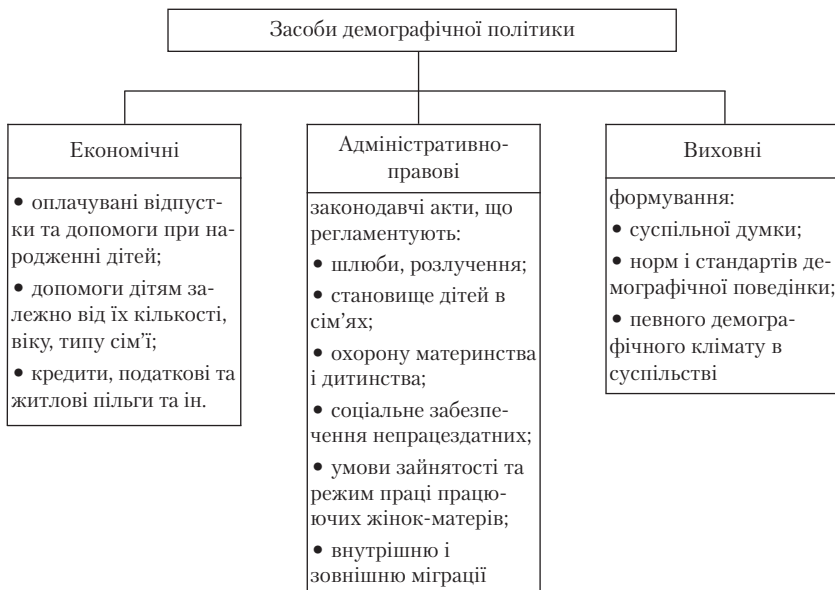 Засоби демографічної політики
Економічні
• оплачувані відпуст-
ки та допомоги при на-
родженні дітей;
• допомоги дітям за-
лежно від їх кількості,
віку, типу сім’ї;
• кредити, податкові та
житлові пільги та ін.
Адміністративно-
правові
законодавчі акти, що
регламентують:
• шлюби, розлучення;
• становище дітей в
сім’ях;
• охорону материнства
і дитинства;
• соціальне забезпе-
чення непрацездатних;
• умови зайнятості та
режим праці працю-
ючих жінок-матерів;
• внутрішню і
зовнішню міграції
Виховні
формування:
• суспільної думки;
• норм і стандартів де-
мографічної поведінки;
• певного демогра-
фічного клімату в
суспільстві